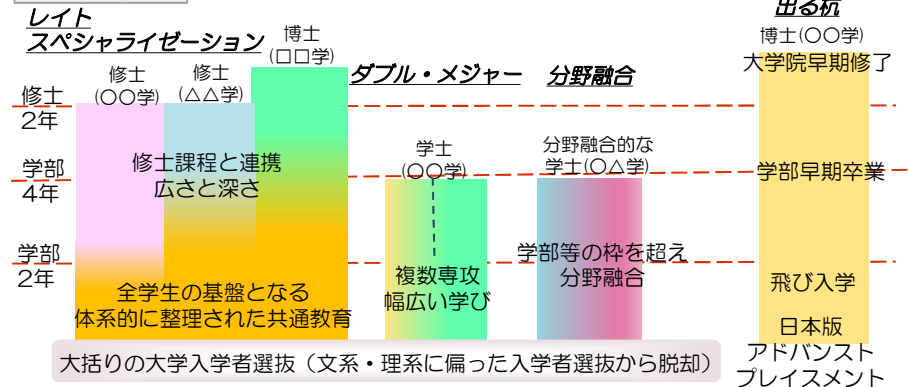 レイト
スペシャライゼーション
修士
(〇〇学)
修士
(△△学)
博士
(□□学)
ダブル・メジャー
分野融合
出る杭
博士(〇〇学)
大学院早期修了
修士
2年
学部
4年
学部
2年
修士課程と連携
広さと深さ
全学生の基盤となる
体系的に整理された共通教育
学士
(〇〇学)
複数専攻
幅広い学び
分野融合的な
学士(〇△学)
学部等の枠を超え
分野融合
学部早期卒業
飛び入学
日本版
アドバンスト
プレイスメント
大括りの大学入学者選抜（文系・理系に偏った入学者選抜から脱却）